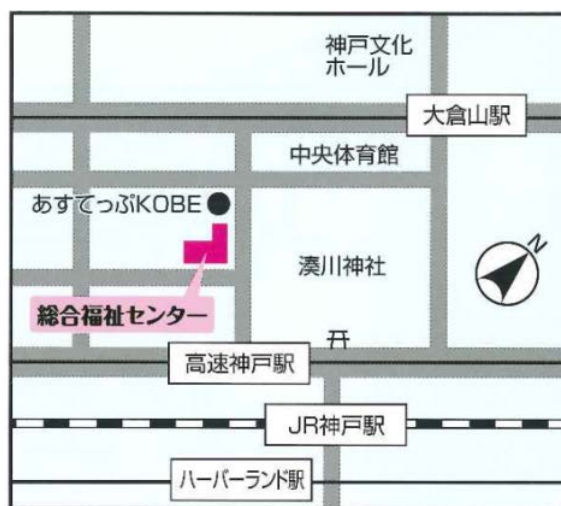 神戸文化
ホール
大倉山駅
中央体育館
あすてっぷKOBE
湊川神社
N
総合福祉センター
高速神戸駅
JR神戸駅
ハーバーランド駅